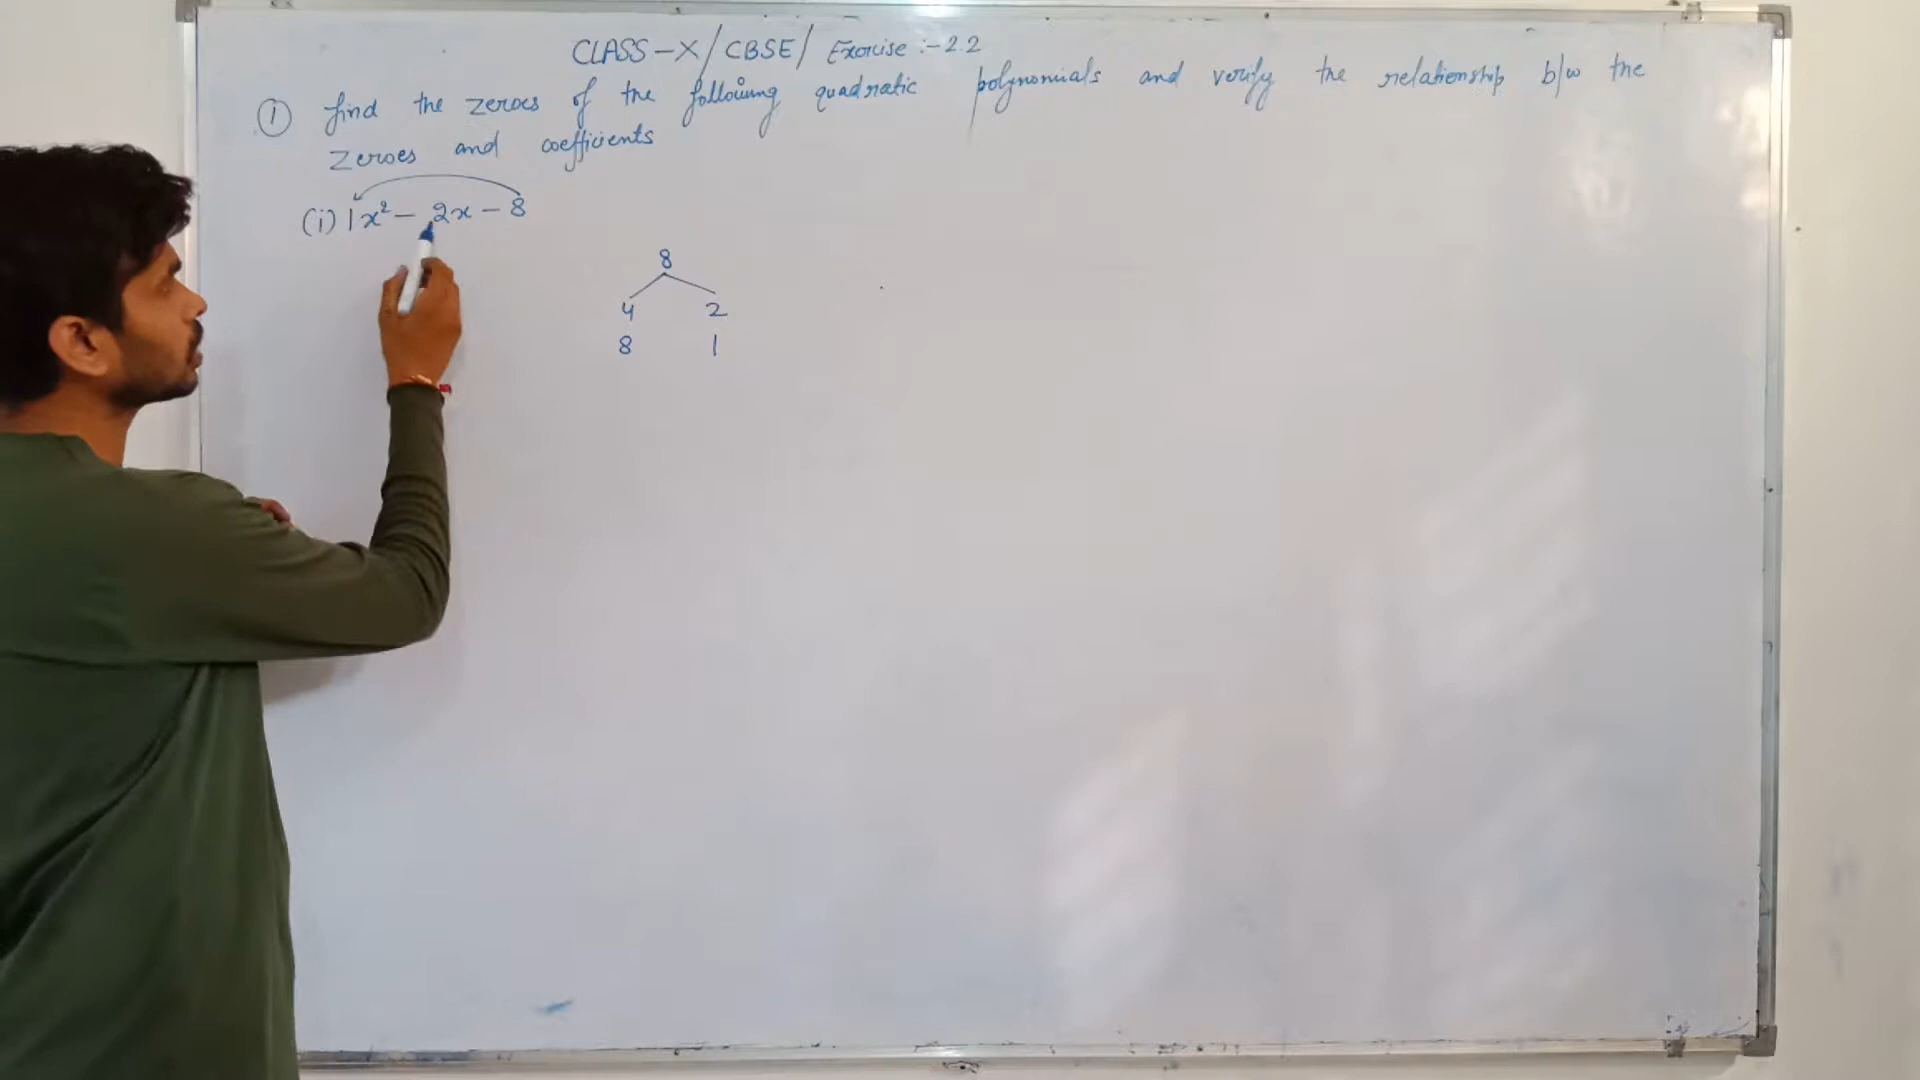 CLASS-X/CBSE/ Exercise :- 2.2
① find the zeroes of the following quadratic polynomials and verify the relationship b/w the
zeroes and coefficients
(i) 1x² - 2x - 8
8
4 2
8 1